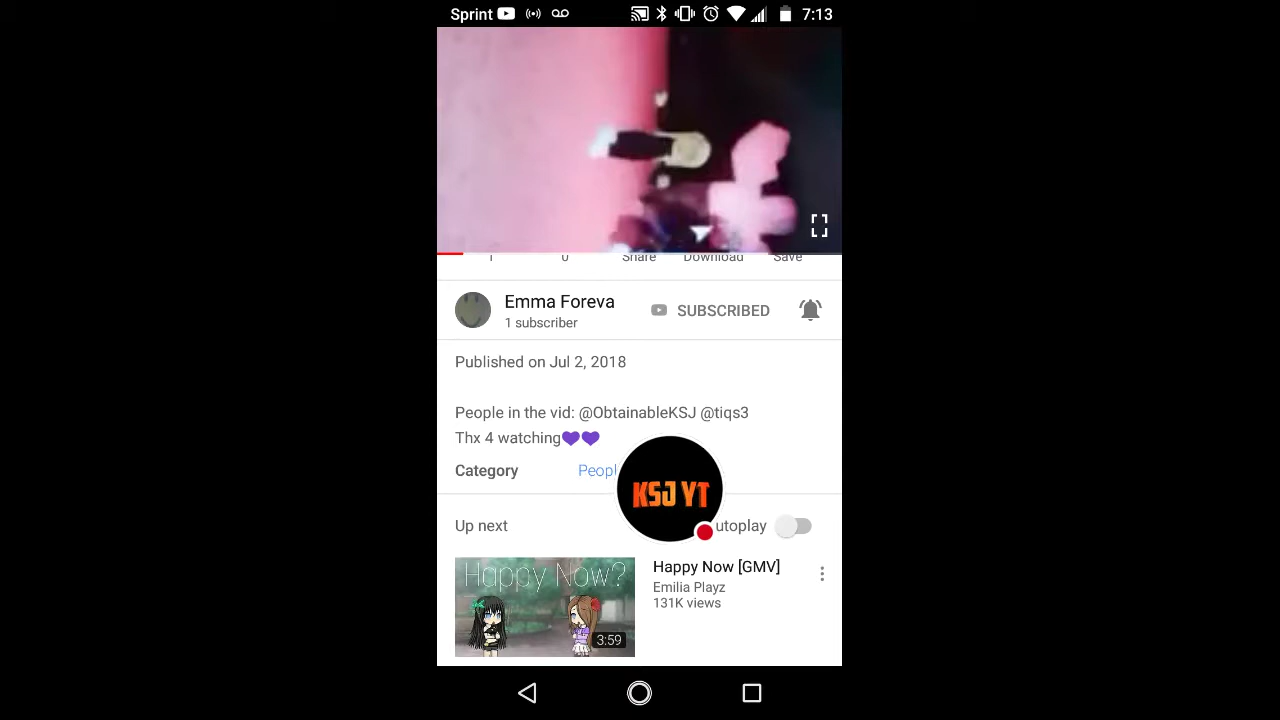 Sprint 7:13
1 0 Share Download Save
Emma Foreva SUBSCRIBED
1 subscriber
Published on Jul 2, 2018
People in the vid: @ObtainableKSJ @tiqs3
Thx 4 watching💜💜
Category Peopl
KSJ YT
Up next utoplay
Happy Now?
3:59
Happy Now [GMV]
Emilia Playz
131K views